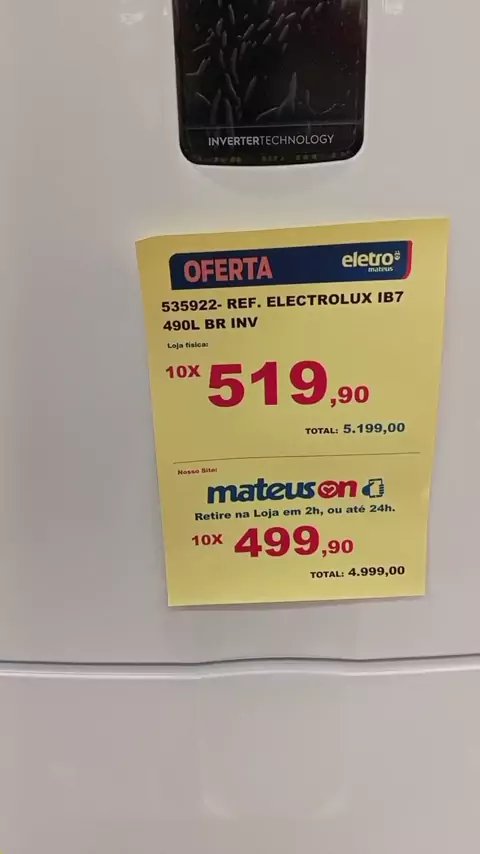 INVERTERTECHNOLOGY
OFERTA
eletro
mateus
535922- REF. ELECTROLUX IB7
490L BR INV
Loja física:
10X 519,90
TOTAL: 5.199,00
Nosso Site:
mateus on
Retire na Loja em 2h, ou até 24h.
10X 499,90
TOTAL: 4.999,00